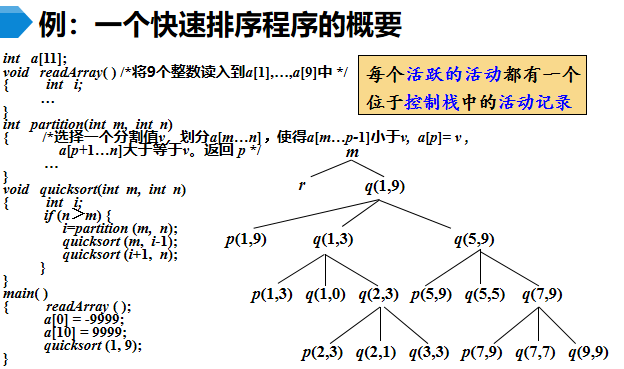 例：一个快速排序程序的概要
int a[11];
void readArray( ) /*将9个整数读入到a[1],…,a[9]中 */
{ int i;
…
}
int partition(int m, int n)
{ /*选择一个分割值v，划分a[m…n]，使得a[m…p-1]小于v, a[p]= v，
a[p+1…n]大于等于v。返回 p */
…
}
void quicksort(int m, int n)
{ int i;
if (n＞m) {
i=partition (m, n);
quicksort (m, i-1);
quicksort (i+1, n);
}
}
main( )
{ readArray ( );
a[0] = -9999;
a[10] = 9999;
quicksort (1, 9);
}
每个活跃的活动都有一个
位于控制栈中的活动记录
m
r q(1,9)
p(1,9) q(1,3) q(5,9)
p(1,3) q(1,0) q(2,3) p(5,9) q(5,5) q(7,9)
p(2,3) q(2,1) q(3,3) p(7,9) q(7,7) q(9,9)